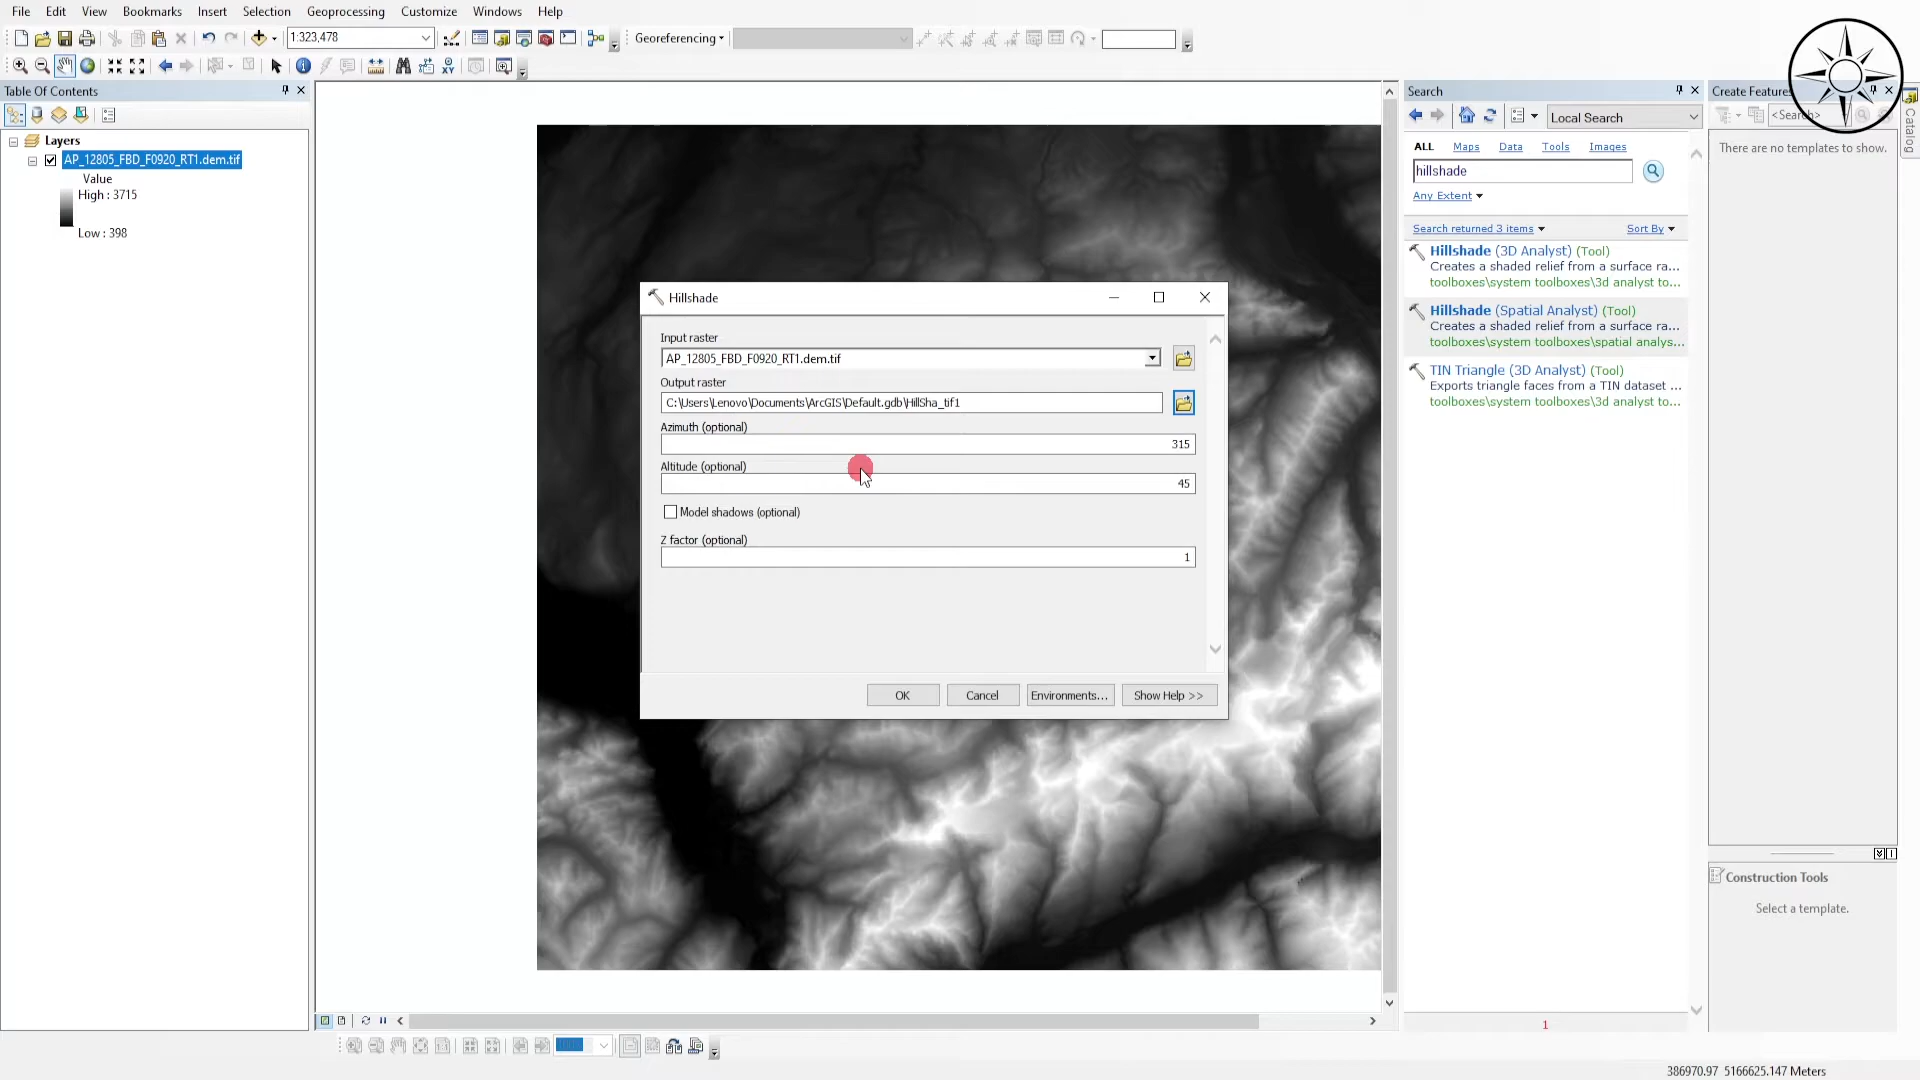 File Edit View Bookmarks Insert Selection Geoprocessing Customize Windows Help
1:323,478
Georeferencing
Table Of Contents
Layers
AP_12805_FBD_F0920_RT1.dem.tif
Value
High : 3715
Low : 398
Hillshade
Input raster
AP_12805_FBD_F0920_RT1.dem.tif
Output raster
C:\Users\Lenovo\Documents\ArcGIS\Default.gdb\HillSha_tif1
Azimuth (optional)
315
Altitude (optional)
45
Model shadows (optional)
Z factor (optional)
1
OK Cancel Environments... Show Help >>
Search
Local Search
ALL Maps Data Tools Images
hillshade
Any Extent
Search returned 3 items Sort By
Hillshade (3D Analyst) (Tool)
Creates a shaded relief from a surface ra...
toolboxes\system toolboxes\3d analyst to...
Hillshade (Spatial Analyst) (Tool)
Creates a shaded relief from a surface ra...
toolboxes\system toolboxes\spatial analys...
TIN Triangle (3D Analyst) (Tool)
Exports triangle faces from a TIN dataset ...
toolboxes\system toolboxes\3d analyst to...
1
Create Features
<Search>
There are no templates to show.
Catalog
Construction Tools
Select a template.
386970.97 5166625.147 Meters